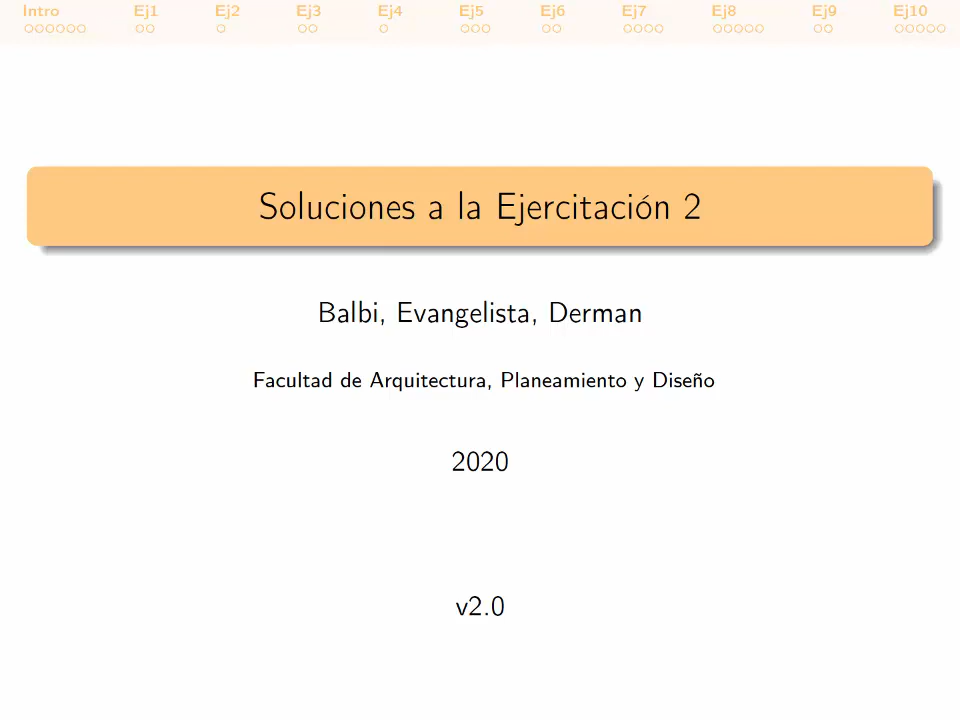 Intro Ej1 Ej2 Ej3 Ej4 Ej5 Ej6 Ej7 Ej8 Ej9 Ej10
Soluciones a la Ejercitación 2
Balbi, Evangelista, Derman
Facultad de Arquitectura, Planeamiento y Diseño
2020
v2.0